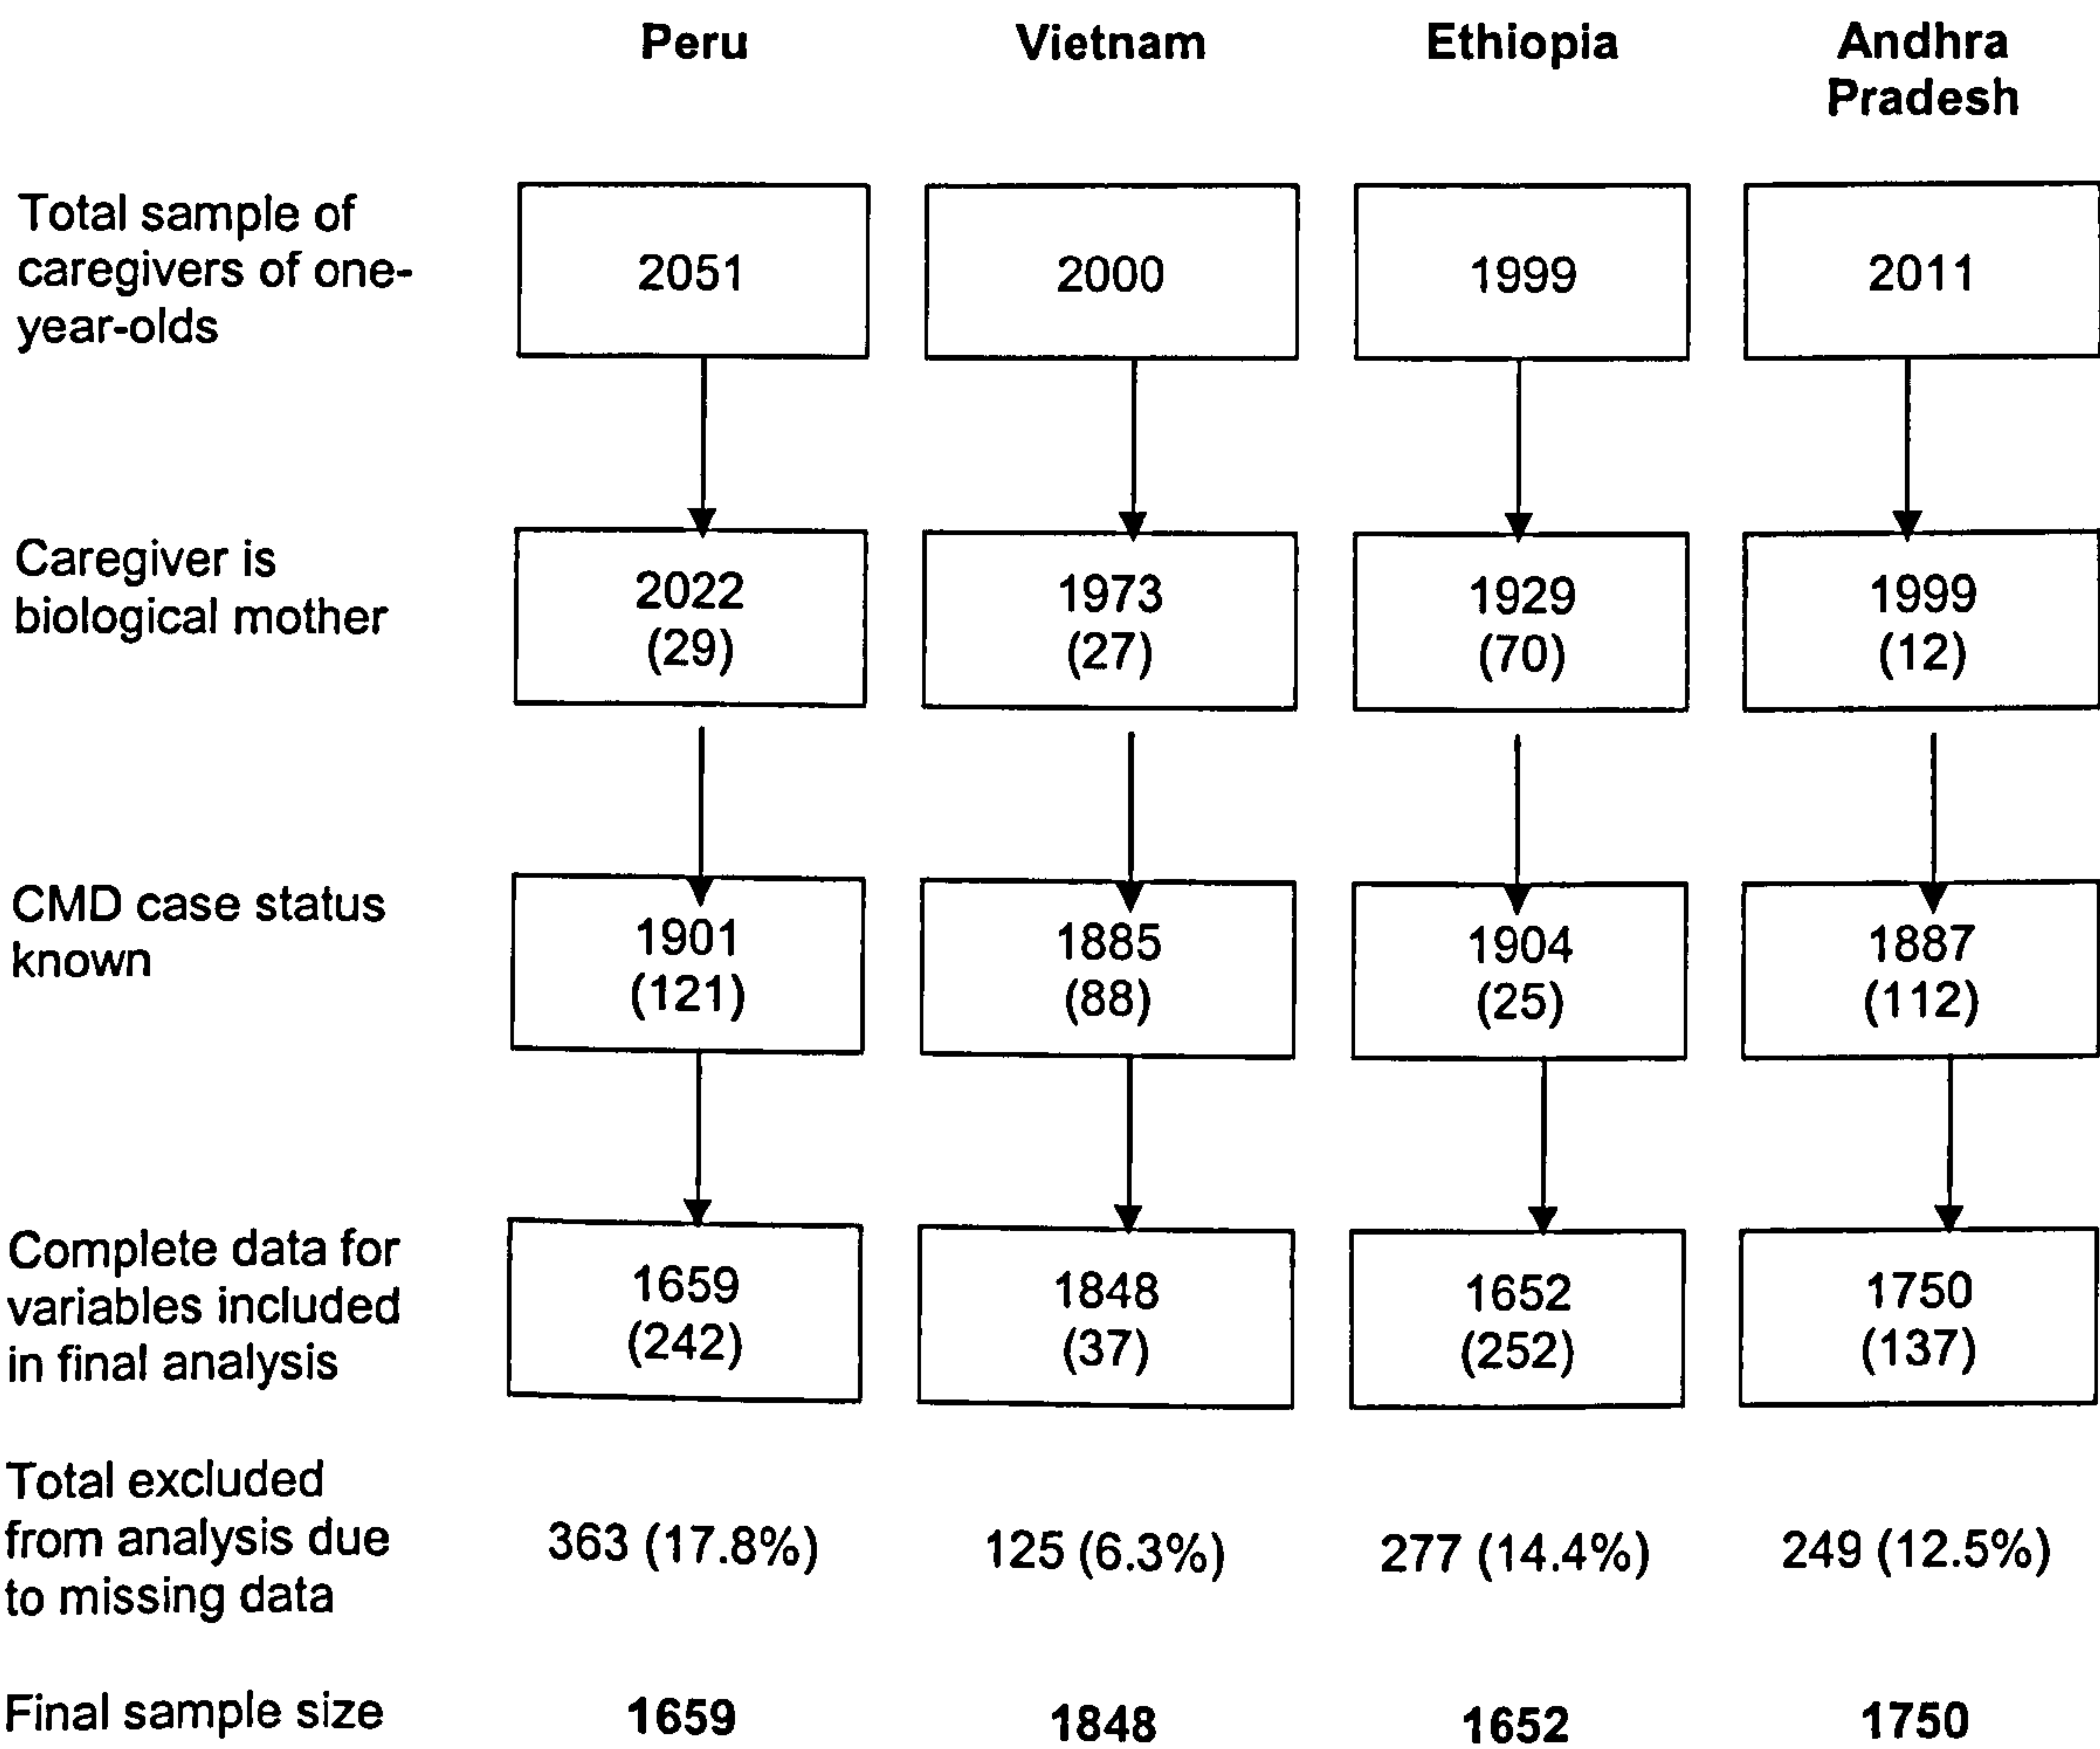 Peru Vietnam Ethiopia Andhra
Pradesh
Total sample of
caregivers of one-
year-olds
2051 2000 1999 2011
Caregiver is
biological mother
2022 1973 1929 1999
(29) (27) (70) (12)
CMD case status
known
1901 1885 1904 1887
(121) (88) (25) (112)
Complete data for
variables included
in final analysis
1659 1848 1652 1750
(242) (37) (252) (137)
Total excluded
from analysis due
to missing data
363 (17.8%) 125 (6.3%) 277 (14.4%) 249 (12.5%)
Final sample size 1659 1848 1652 1750